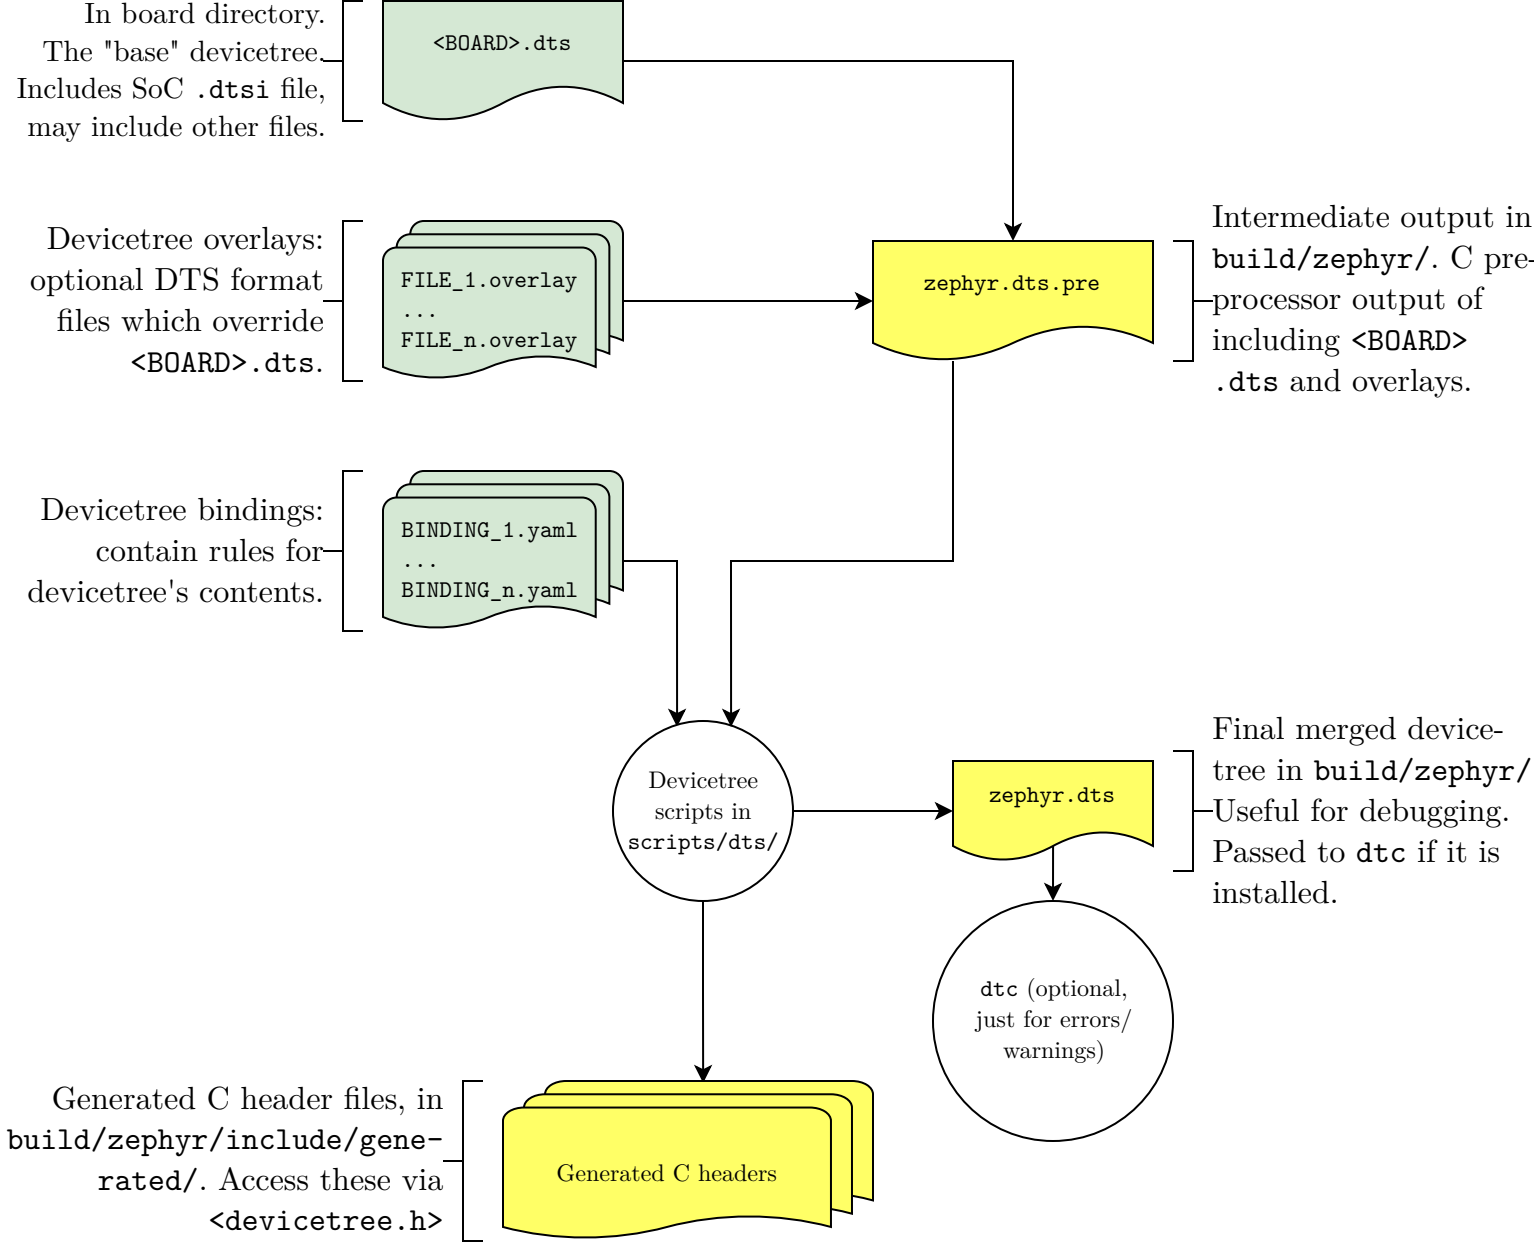 In board directory.
The "base" devicetree.
Includes SoC .dtsi file,
may include other files.
<BOARD>.dts
Devicetree overlays:
optional DTS format
files which override
<BOARD>.dts.
FILE_1.overlay
...
FILE_n.overlay
zephyr.dts.pre
Intermediate output in
build/zephyr/. C pre-
processor output of
including <BOARD>
.dts and overlays.
Devicetree bindings:
contain rules for
devicetree's contents.
BINDING_1.yaml
...
BINDING_n.yaml
Devicetree
scripts in
scripts/dts/
zephyr.dts
Final merged device-
tree in build/zephyr/
Useful for debugging.
Passed to dtc if it is
installed.
dtc (optional,
just for errors/
warnings)
Generated C header files, in
build/zephyr/include/gene-
rated/. Access these via
<devicetree.h>
Generated C headers